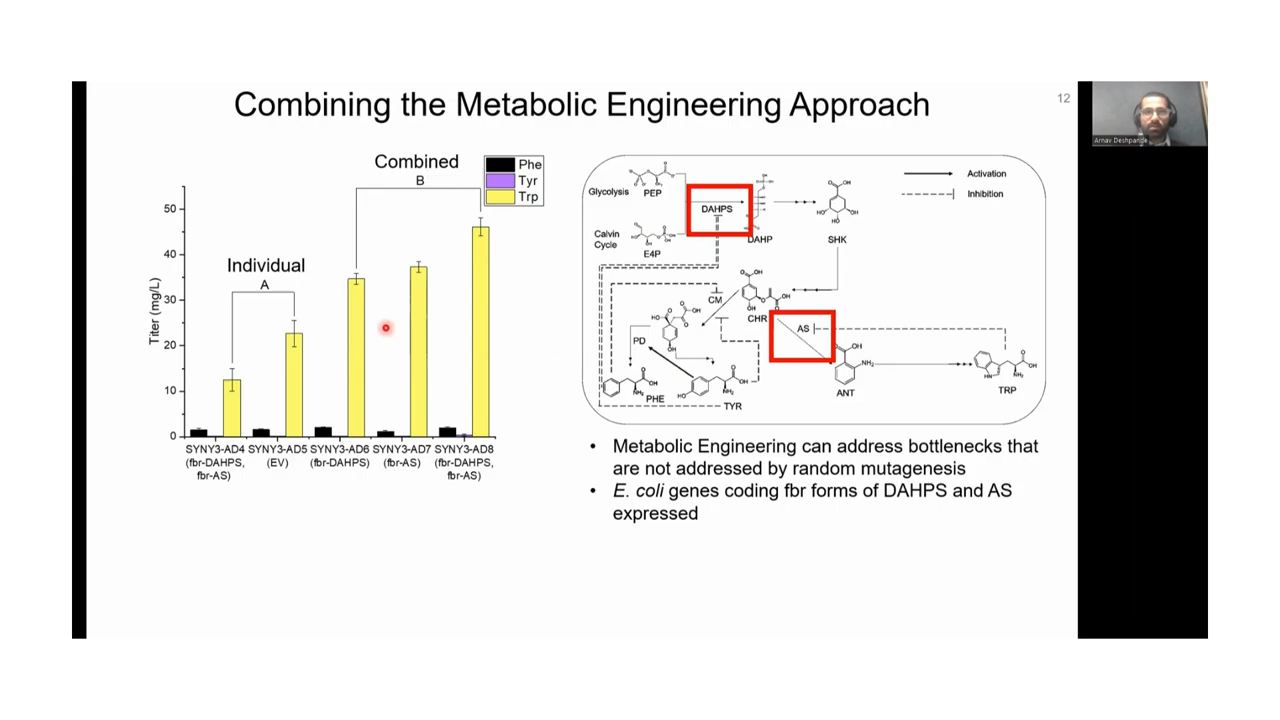 Combining the Metabolic Engineering Approach
12
Arnav Deshpande
Combined
B
Phe
Tyr
Trp
Individual
A
Titer (mg/L)
50
40
30
20
10
0
SYNY3-AD4
(fbr-DAHPS,
fbr-AS)
SYNY3-AD5
(EV)
SYNY3-AD6
(fbr-DAHPS)
SYNY3-AD7
(fbr-AS)
SYNY3-AD8
(fbr-DAHPS,
fbr-AS)
Activation
Inhibition
Glycolysis
PEP
DAHPS
Calvin
Cycle
E4P
DAHP
SHK
CM
CHR
AS
PD
PHE
TYR
ANT
TRP
• Metabolic Engineering can address bottlenecks that
are not addressed by random mutagenesis
• E. coli genes coding fbr forms of DAHPS and AS
expressed